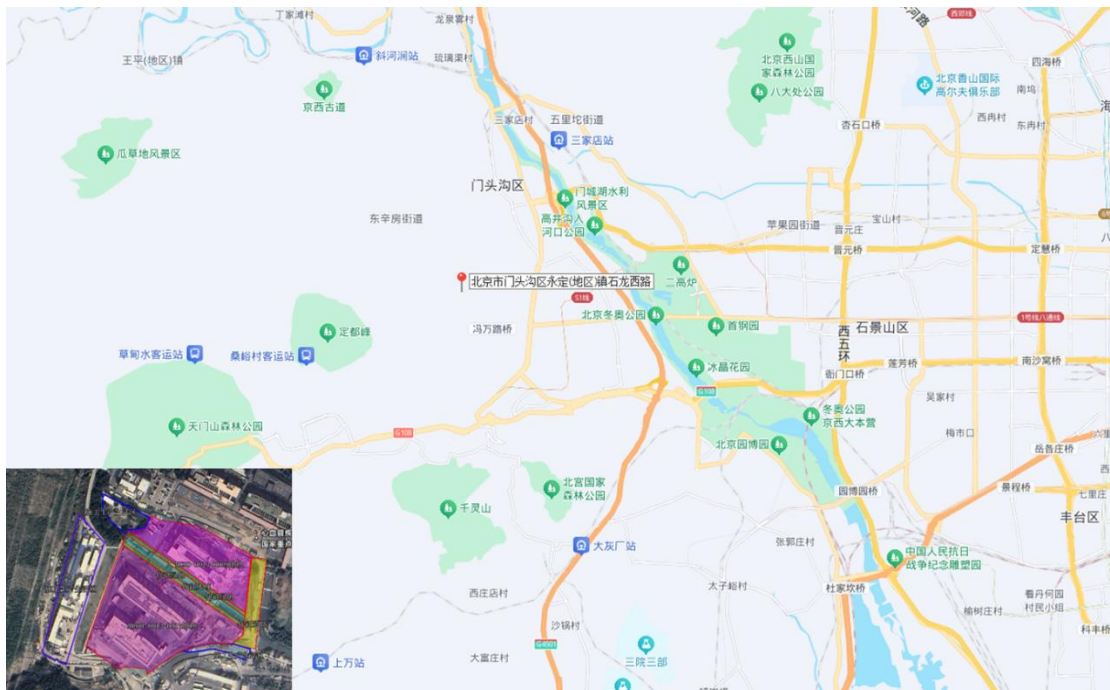 丁家滩村
龙泉雾村
西郊线
王平(地区)镇
斜河涧站
琉璃渠村
北京西山国
家森林公园
四海桥
京西古道
八大处公园
北京香山国际
高尔夫俱乐部
南坞
西冉村
东冉村
三家店村
五里坨街道
杏石口桥
瓜草地风景区
三家店站
门头沟区
门城湖水利
风景区
东辛房街道
高井沟入
河口公园
苹果园街道
宝山村
晋元庄
晋元桥
定慧桥
北京市门头沟区永定(地区)镇石龙西路
二高炉
S1线
冯万路桥
北京冬奥公园
首钢园
石景山区
1号线八通线
定都峰
西五环
草甸水客运站
桑峪村客运站
衙门口桥
莲芳桥
南沙窝桥
冰晶花园
G108
吴家村
天门山森林公园
G108
冬奥公园
京西大本营
梅市口
北京园博园
岳各庄桥
北宫国家
森林公园
千灵山
园博园桥
景程桥
七里庄
丰台区
大灰厂站
张郭庄村
中国人民抗日
战争纪念雕塑园
太子峪村
杜家坎桥
看丹何园
村民小组
西庄店村
榆树庄村
沙锅村
科丰桥
G4501
大富庄村
三院三部
上万站